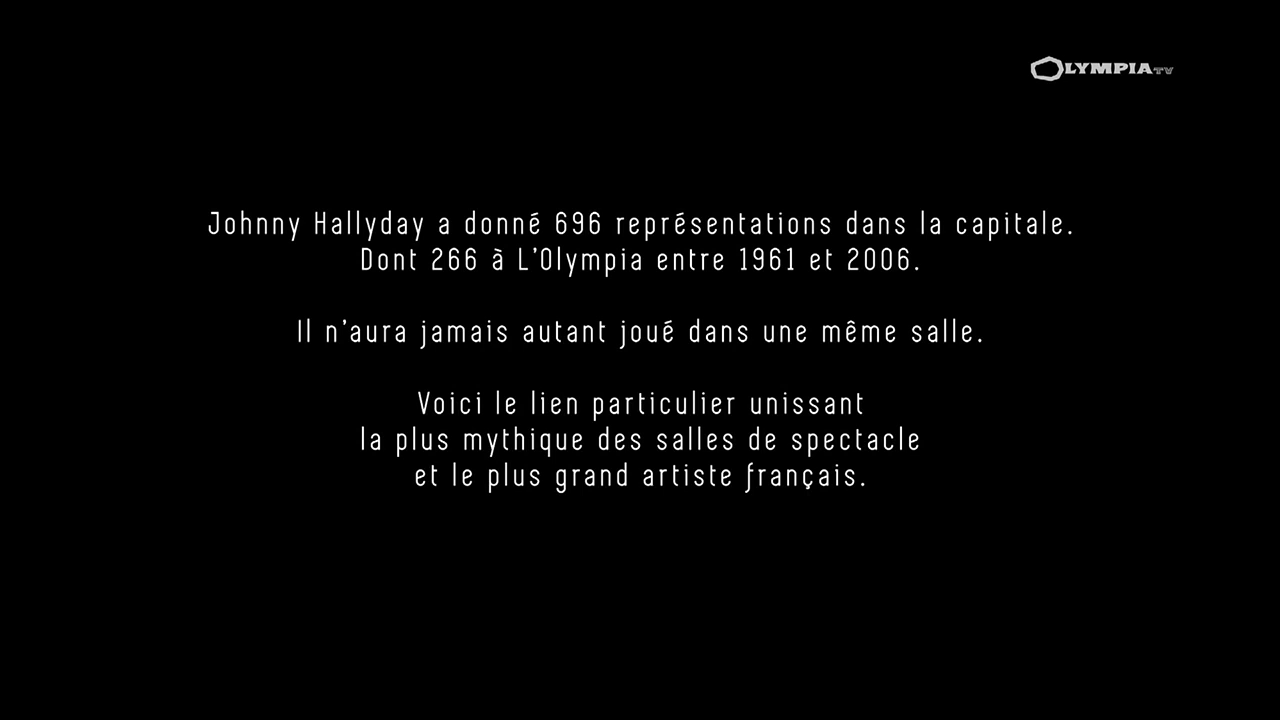 OLYMPIA TV
Johnny Hallyday a donné 696 représentations dans la capitale.
Dont 266 à L'Olympia entre 1961 et 2006.
Il n'aura jamais autant joué dans une même salle.
Voici le lien particulier unissant
la plus mythique des salles de spectacle
et le plus grand artiste français.